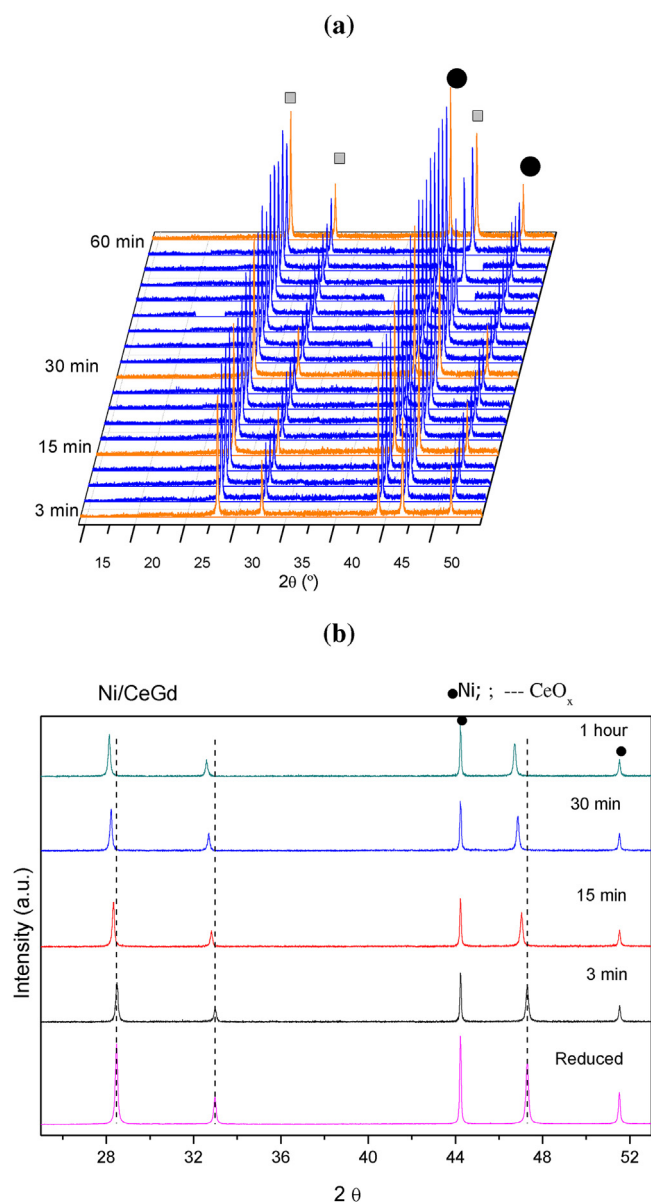 (a)
60 min
30 min
15 min
3 min
15 20 25 30 35 40 45 50
2θ (º)
(b)
Ni/CeGd
●Ni; ; --- CeOₓ
1 hour
30 min
15 min
3 min
Reduced
Intensity (a.u.)
28 32 36 40 44 48 52
2 θ